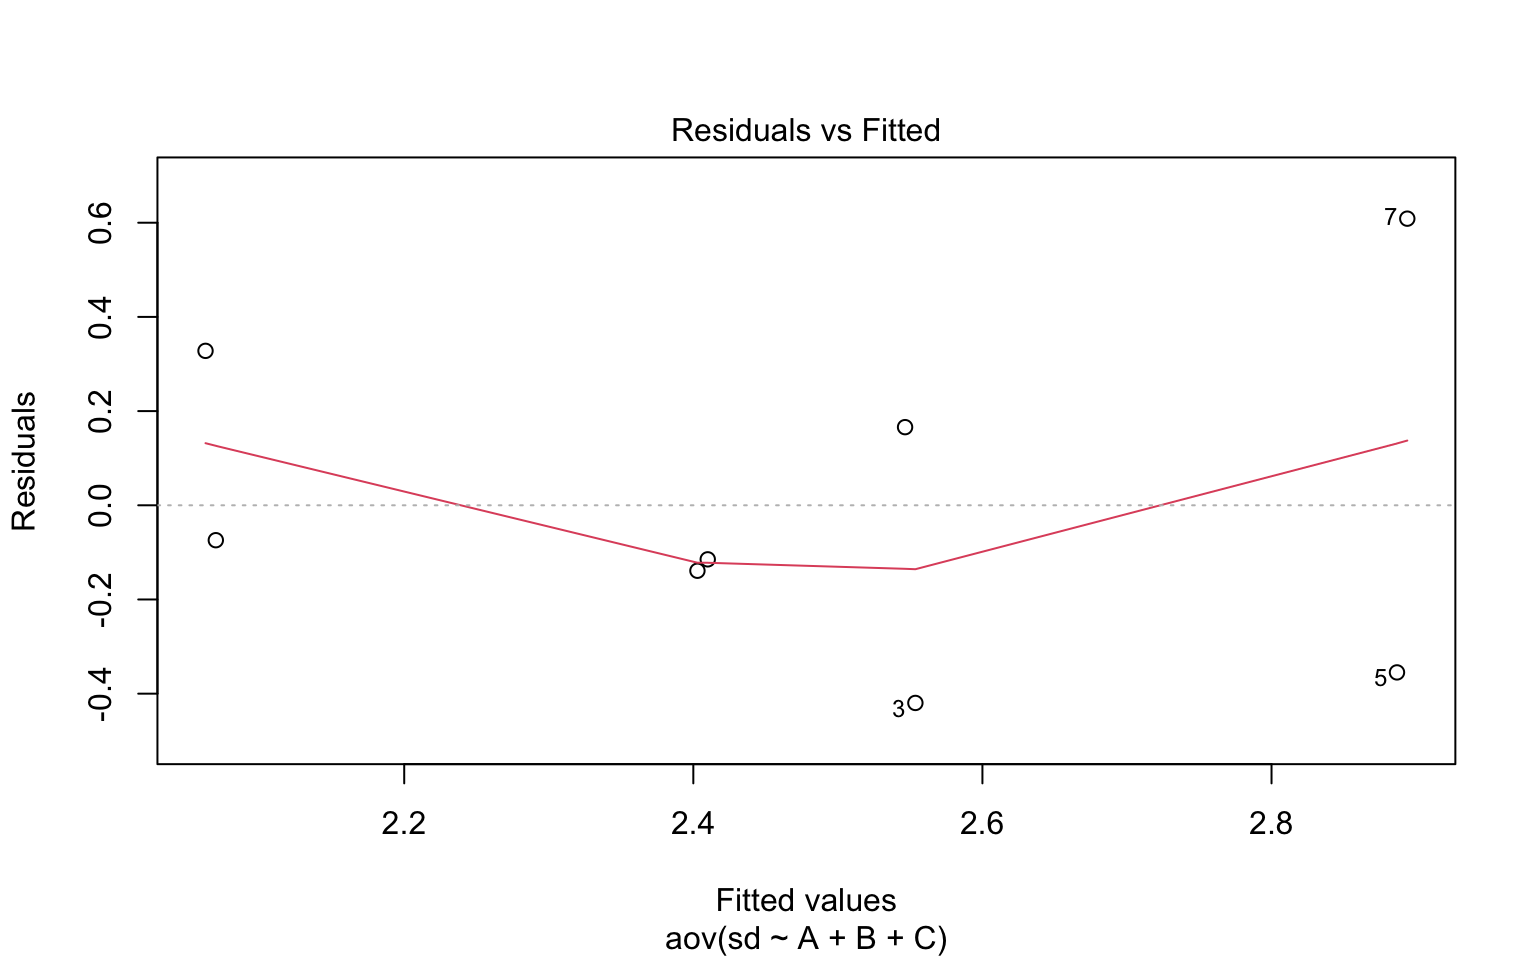 Residuals vs Fitted
Residuals
0.6
0.4
0.2
0.0
-0.2
-0.4
7
3
5
2.2 2.4 2.6 2.8
Fitted values
aov(sd ~ A + B + C)